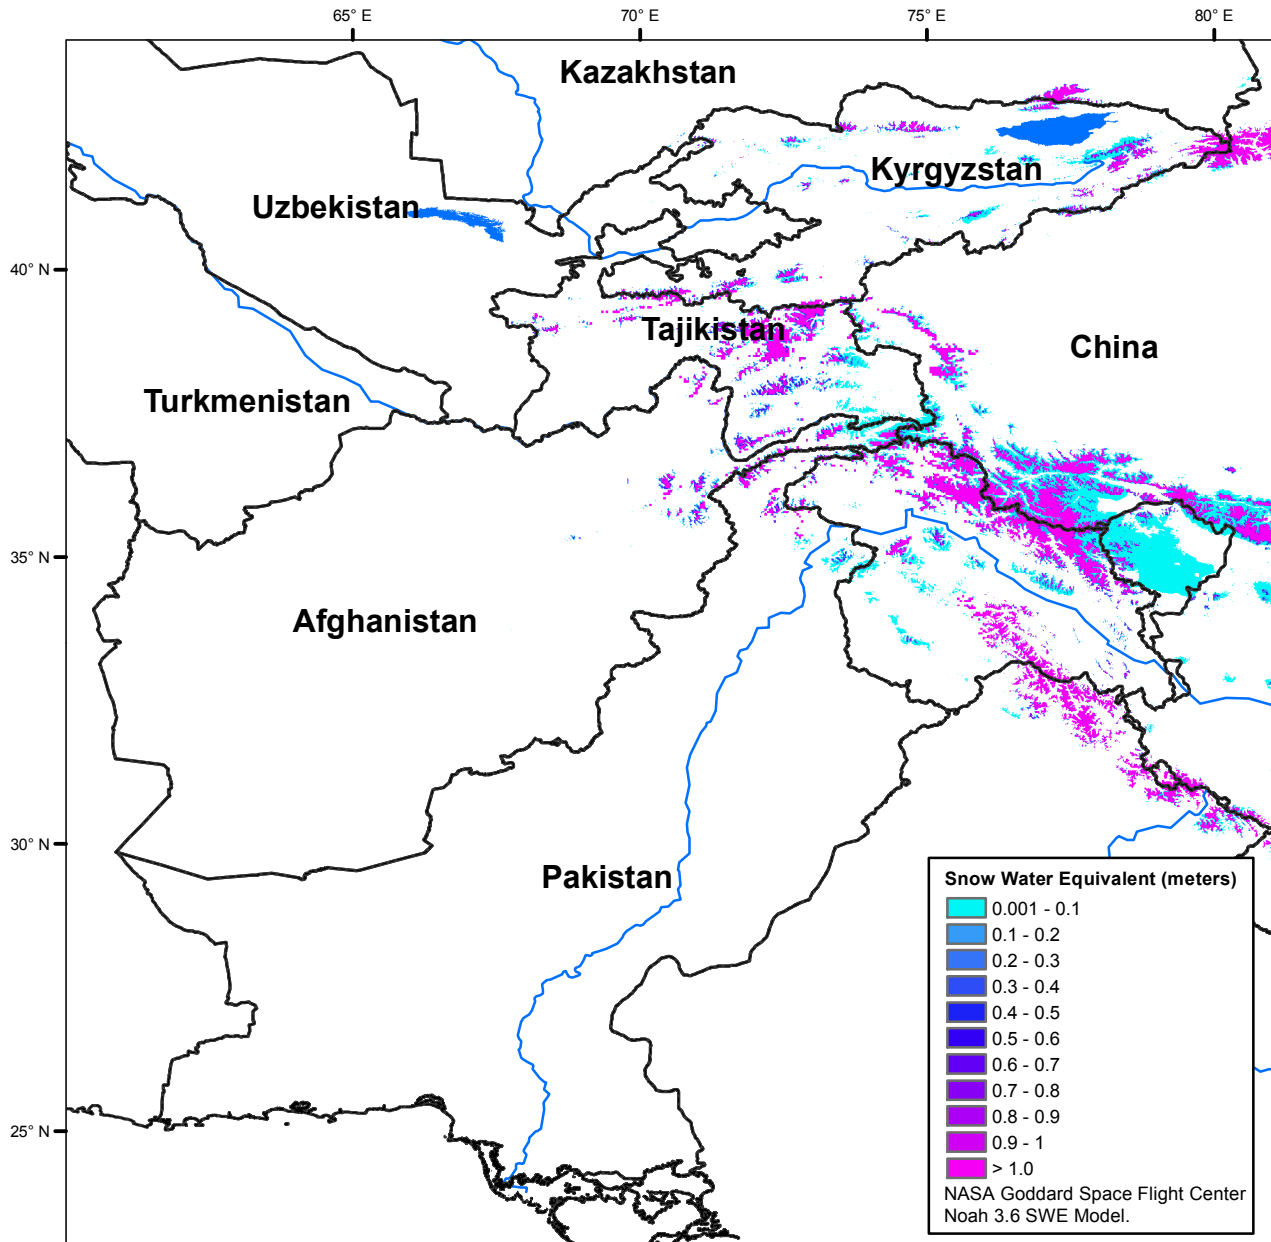 65° E
70° E
75° E
80° E
Kazakhstan
Kyrgyzstan
Uzbekistan
40° N
Tajikistan
China
Turkmenistan
35° N
Afghanistan
30° N
Pakistan
25° N
Snow Water Equivalent (meters)
0.001 - 0.1
0.1 - 0.2
0.2 - 0.3
0.3 - 0.4
0.4 - 0.5
0.5 - 0.6
0.6 - 0.7
0.7 - 0.8
0.8 - 0.9
0.9 - 1
> 1.0
NASA Goddard Space Flight Center
Noah 3.6 SWE Model.